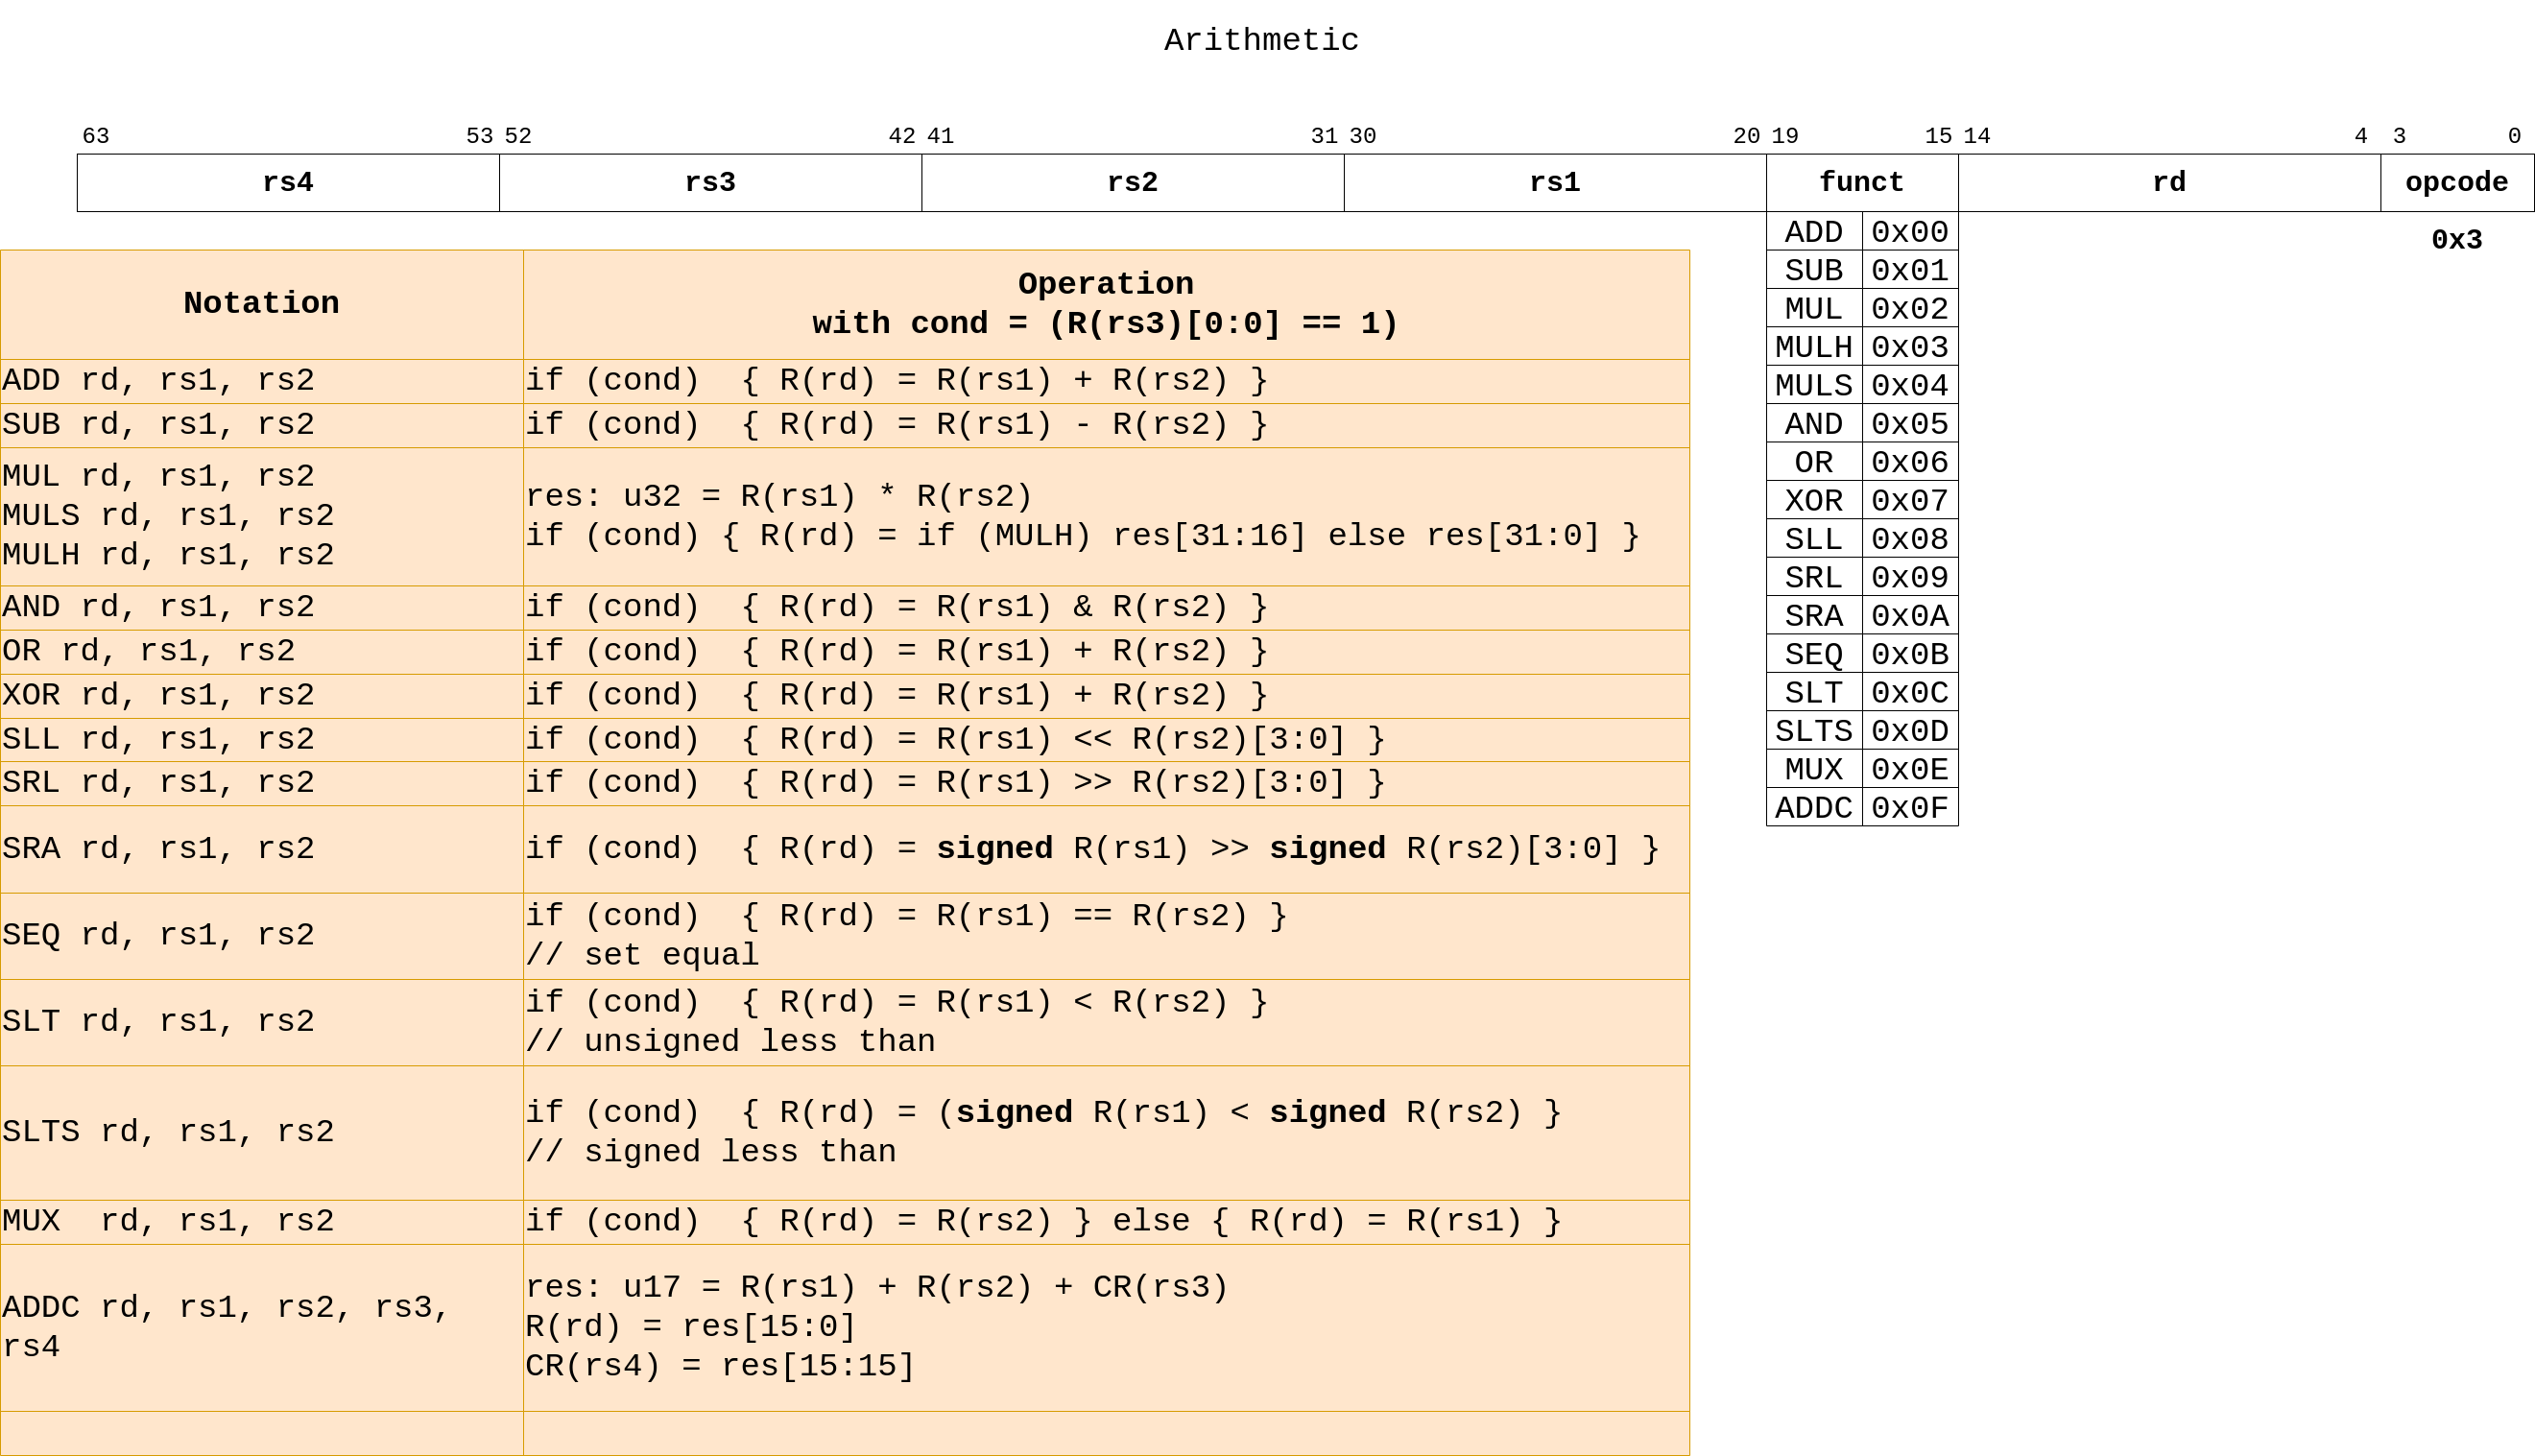 Arithmetic
63 53 52 42 41 31 30 20 19 15 14 4 3 0
rs4 rs3 rs2 rs1 funct rd opcode
0x3
ADD 0x00
SUB 0x01
MUL 0x02
MULH 0x03
MULS 0x04
AND 0x05
OR 0x06
XOR 0x07
SLL 0x08
SRL 0x09
SRA 0x0A
SEQ 0x0B
SLT 0x0C
SLTS 0x0D
MUX 0x0E
ADDC 0x0F
Notation
Operation
with cond = (R(rs3)[0:0] == 1)
ADD rd, rs1, rs2
if (cond)  { R(rd) = R(rs1) + R(rs2) }
SUB rd, rs1, rs2
if (cond)  { R(rd) = R(rs1) - R(rs2) }
MUL rd, rs1, rs2
MULS rd, rs1, rs2
MULH rd, rs1, rs2
res: u32 = R(rs1) * R(rs2)
if (cond) { R(rd) = if (MULH) res[31:16] else res[31:0] }
AND rd, rs1, rs2
if (cond)  { R(rd) = R(rs1) & R(rs2) }
OR rd, rs1, rs2
if (cond)  { R(rd) = R(rs1) + R(rs2) }
XOR rd, rs1, rs2
if (cond)  { R(rd) = R(rs1) + R(rs2) }
SLL rd, rs1, rs2
if (cond)  { R(rd) = R(rs1) << R(rs2)[3:0] }
SRL rd, rs1, rs2
if (cond)  { R(rd) = R(rs1) >> R(rs2)[3:0] }
SRA rd, rs1, rs2
if (cond)  { R(rd) = signed R(rs1) >> signed R(rs2)[3:0] }
SEQ rd, rs1, rs2
if (cond)  { R(rd) = R(rs1) == R(rs2) }
// set equal
SLT rd, rs1, rs2
if (cond)  { R(rd) = R(rs1) < R(rs2) }
// unsigned less than
SLTS rd, rs1, rs2
if (cond)  { R(rd) = (signed R(rs1) < signed R(rs2) }
// signed less than
MUX  rd, rs1, rs2
if (cond)  { R(rd) = R(rs2) } else { R(rd) = R(rs1) }
ADDC rd, rs1, rs2, rs3,
rs4
res: u17 = R(rs1) + R(rs2) + CR(rs3)
R(rd) = res[15:0]
CR(rs4) = res[15:15]